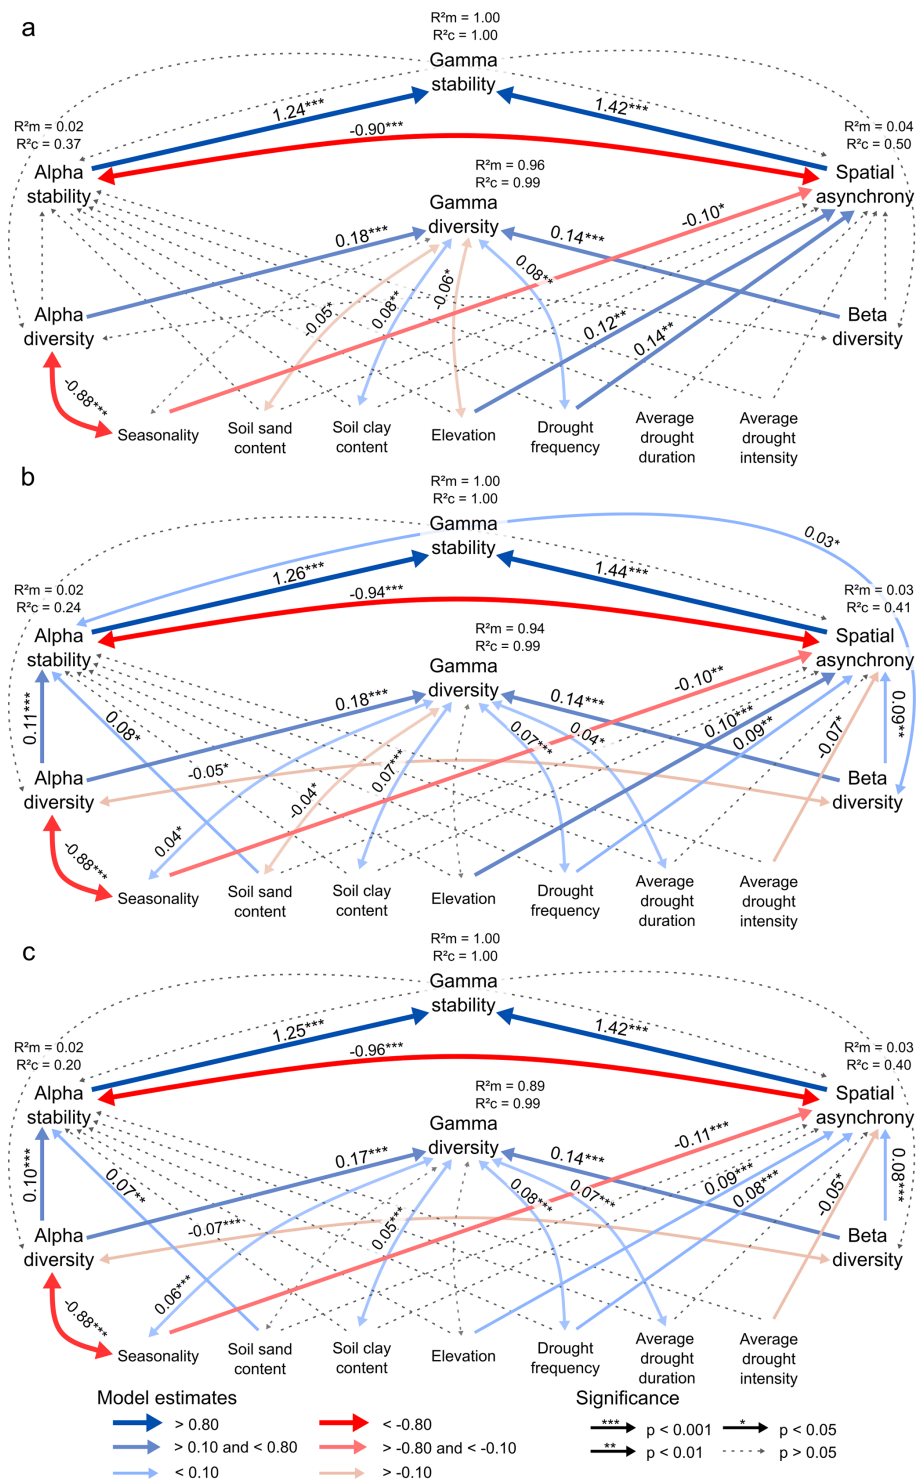 a
R²m = 1.00
R²c = 1.00
Gamma
stability
1.24***
1.42***
-0.90***
R²m = 0.02
R²c = 0.37
Alpha
stability
R²m = 0.04
R²c = 0.50
Spatial
asynchrony
R²m = 0.96
R²c = 0.99
Gamma
diversity
-0.10*
0.18***
0.14***
-0.05*
0.08**
-0.06*
0.08**
0.12**
0.14**
Alpha
diversity
Beta
diversity
-0.88***
Seasonality
Soil sand
content
Soil clay
content
Elevation
Drought
frequency
Average
drought
duration
Average
drought
intensity
b
R²m = 1.00
R²c = 1.00
Gamma
stability
0.03*
1.26***
1.44***
-0.94***
R²m = 0.02
R²c = 0.24
Alpha
stability
R²m = 0.03
R²c = 0.41
Spatial
asynchrony
R²m = 0.94
R²c = 0.99
Gamma
diversity
-0.10**
0.11***
0.08*
0.18***
0.14***
0.07***
0.04*
0.10***
0.09**
-0.07*
0.09**
-0.05*
-0.04*
0.07***
0.04*
Alpha
diversity
Beta
diversity
-0.88***
Seasonality
Soil sand
content
Soil clay
content
Elevation
Drought
frequency
Average
drought
duration
Average
drought
intensity
c
R²m = 1.00
R²c = 1.00
Gamma
stability
1.25***
1.42***
-0.96***
R²m = 0.02
R²c = 0.20
Alpha
stability
R²m = 0.03
R²c = 0.40
Spatial
asynchrony
R²m = 0.89
R²c = 0.99
Gamma
diversity
-0.11***
0.10***
0.07**
0.17***
0.14***
0.08***
0.07***
0.09***
0.08***
-0.05*
0.08***
-0.07***
0.05***
0.06***
Alpha
diversity
Beta
diversity
-0.88***
Seasonality
Soil sand
content
Soil clay
content
Elevation
Drought
frequency
Average
drought
duration
Average
drought
intensity
Model estimates
> 0.80
< -0.80
> 0.10 and < 0.80
> -0.80 and < -0.10
< 0.10
> -0.10
Significance
*** p < 0.001
* p < 0.05
** p < 0.01
p > 0.05